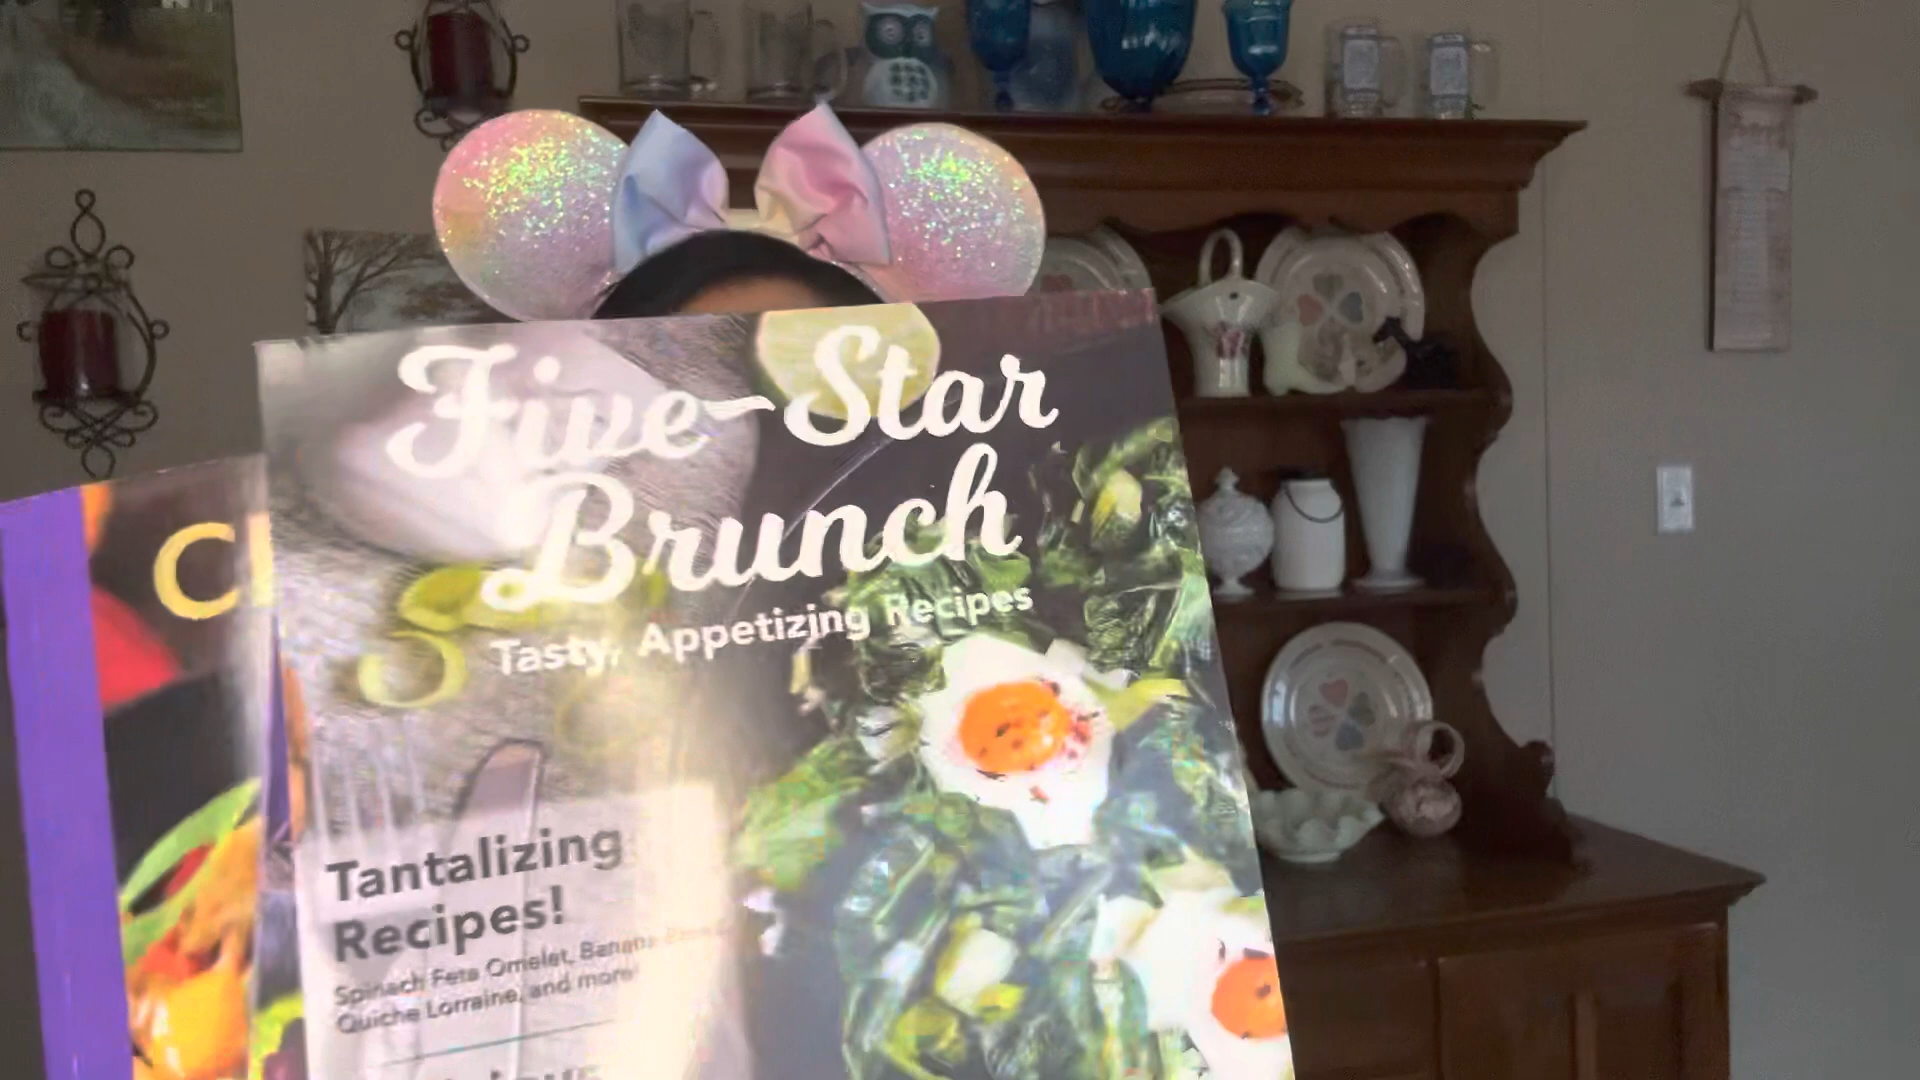 Five-Star
Brunch
Tasty, Appetizing Recipes
Tantalizing
Recipes!
Spinach Feta Omelet, Banana
Quiche Lorraine, and more!